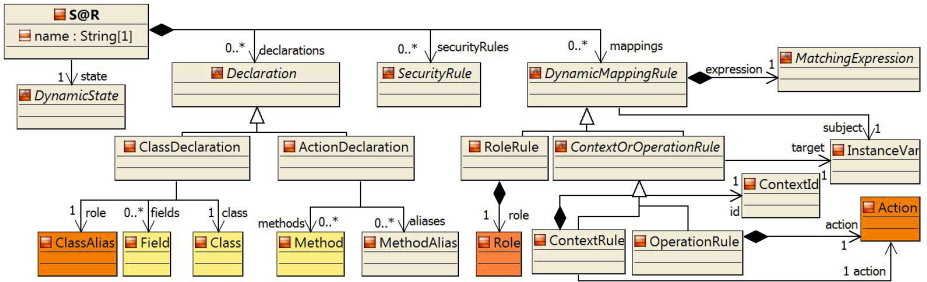 S@R
name : String[1]
0..* declarations
0..* securityRules
0..* mappings
1 state
Declaration
SecurityRule
DynamicMappingRule
expression 1
MatchingExpression
DynamicState
subject 1
ClassDeclaration
ActionDeclaration
RoleRule
ContextOrOperationRule
target 1
InstanceVar
1 role
0..* fields
1 class
methods 0..*
0..* aliases
1 role
1 id
ContextId
Action
ClassAlias
Field
Class
Method
MethodAlias
Role
ContextRule
OperationRule
action 1
1 action